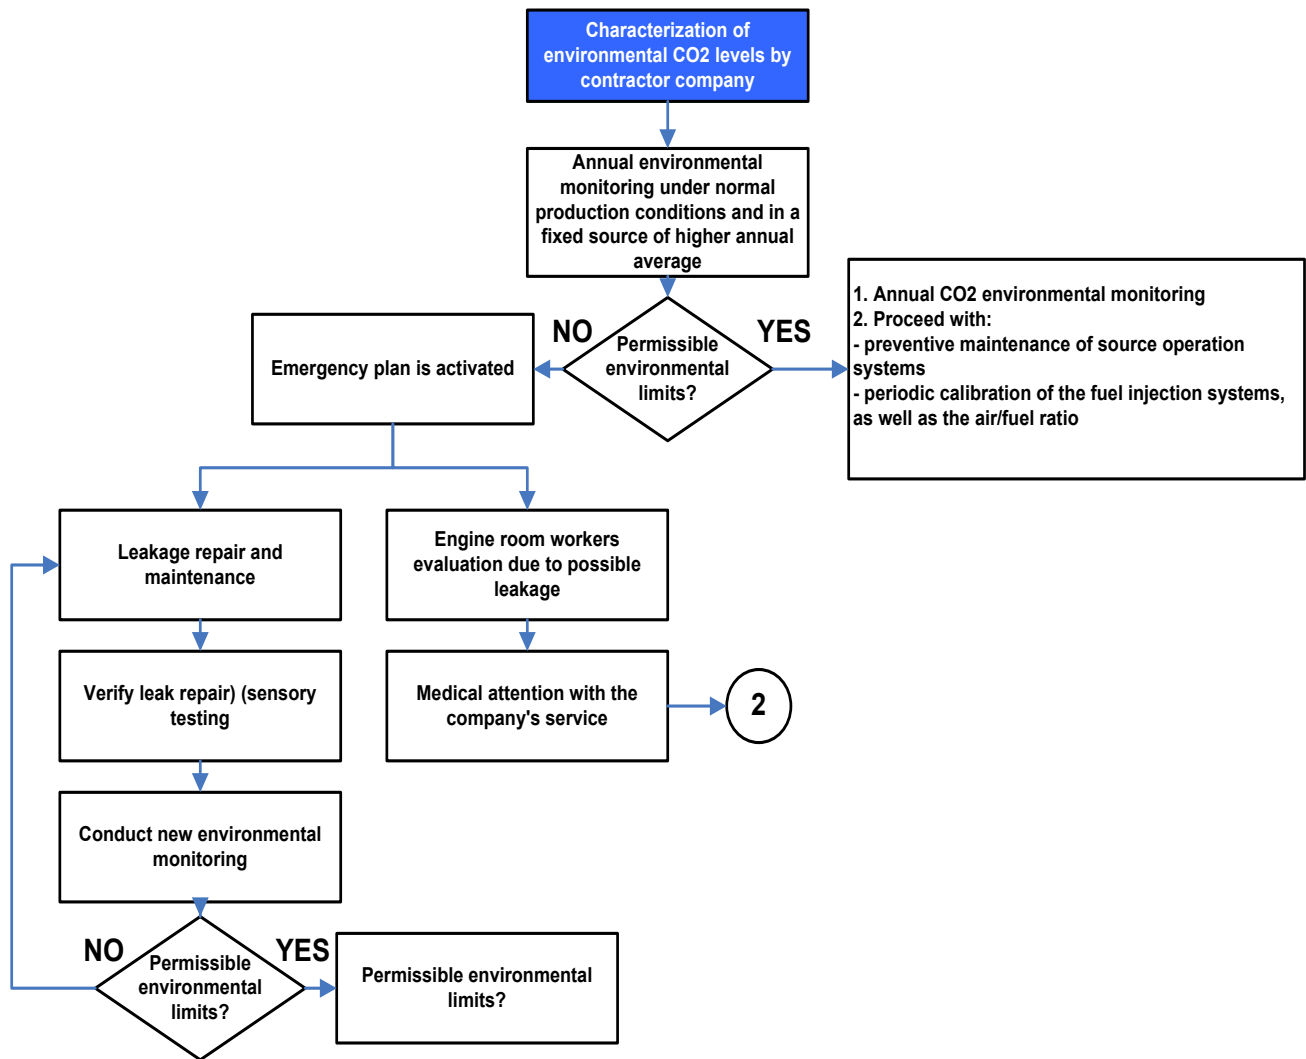 Characterization of
environmental CO2 levels by
contractor company
Annual environmental
monitoring under normal
production conditions and in a
fixed source of higher annual
average
NO
YES
Permissible
environmental
limits?
Emergency plan is activated
1. Annual CO2 environmental monitoring
2. Proceed with:
- preventive maintenance of source operation
systems
- periodic calibration of the fuel injection systems,
as well as the air/fuel ratio
Leakage repair and
maintenance
Engine room workers
evaluation due to possible
leakage
Verify leak repair) (sensory
testing
Medical attention with the
company's service
2
Conduct new environmental
monitoring
NO
YES
Permissible
environmental
limits?
Permissible environmental
limits?